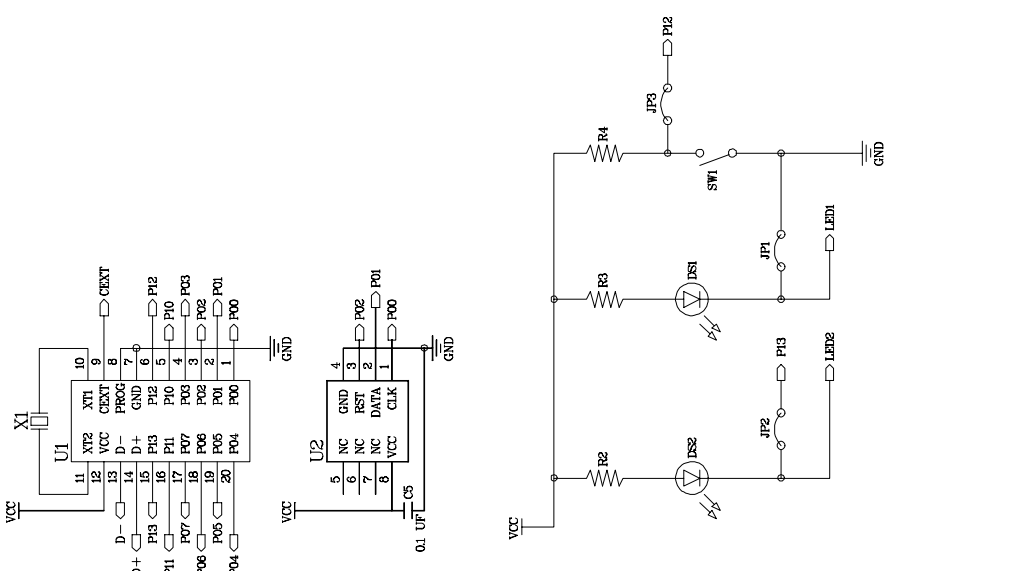 P12
JP3
R4
SW1
GND
LED1
JP1
R3
DS1
P13
LED2
JP2
R2
DS2
VCC
CEXT
P12
P10
P03
P02
P01
P00
GND
10
9
8
7
6
5
4
3
2
1
XT1
CEXT
PROG
GND
P12
P10
P03
P02
P01
P00
X1
U1
XT2
VCC
D-
D+
P13
P11
P07
P06
P05
P04
11
12
13
14
15
16
17
18
19
20
VCC
D-
D+
P13
P11
P07
P06
P05
P04
P02
P01
P00
GND
4
3
2
1
GND
RST
DATA
CLK
U2
NC
NC
NC
VCC
5
6
7
8
VCC
C5
0.1 UF